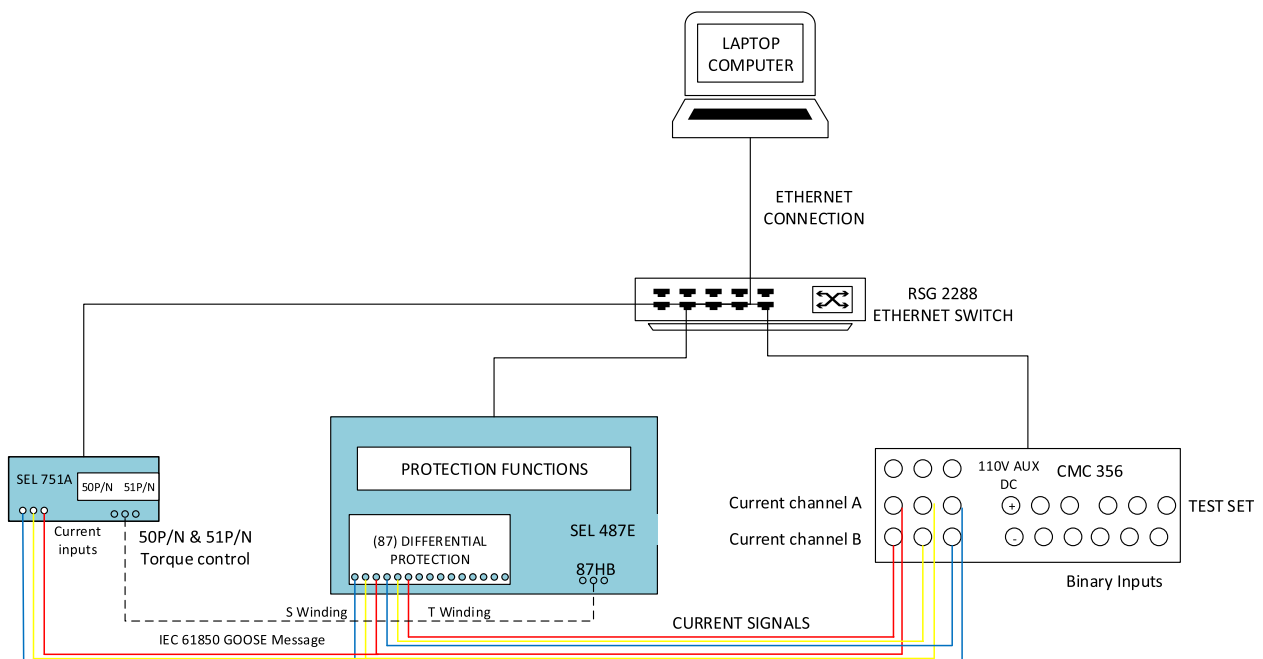 LAPTOP
COMPUTER
ETHERNET
CONNECTION
RSG 2288
ETHERNET SWITCH
SEL 751A
50P/N 51P/N
Current
inputs
50P/N & 51P/N
Torque control
PROTECTION FUNCTIONS
SEL 487E
(87) DIFFERENTIAL
PROTECTION
87HB
S Winding
T Winding
IEC 61850 GOOSE Message
CURRENT SIGNALS
110V AUX
DC
CMC 356
+
-
Current channel A
Current channel B
TEST SET
Binary Inputs